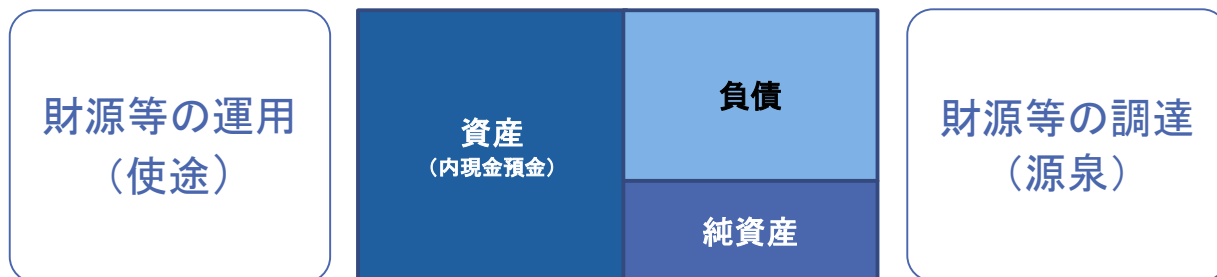 財源等の運用
（使途）
資産
（内現金預金）
負債
純資産
財源等の調達
（源泉）